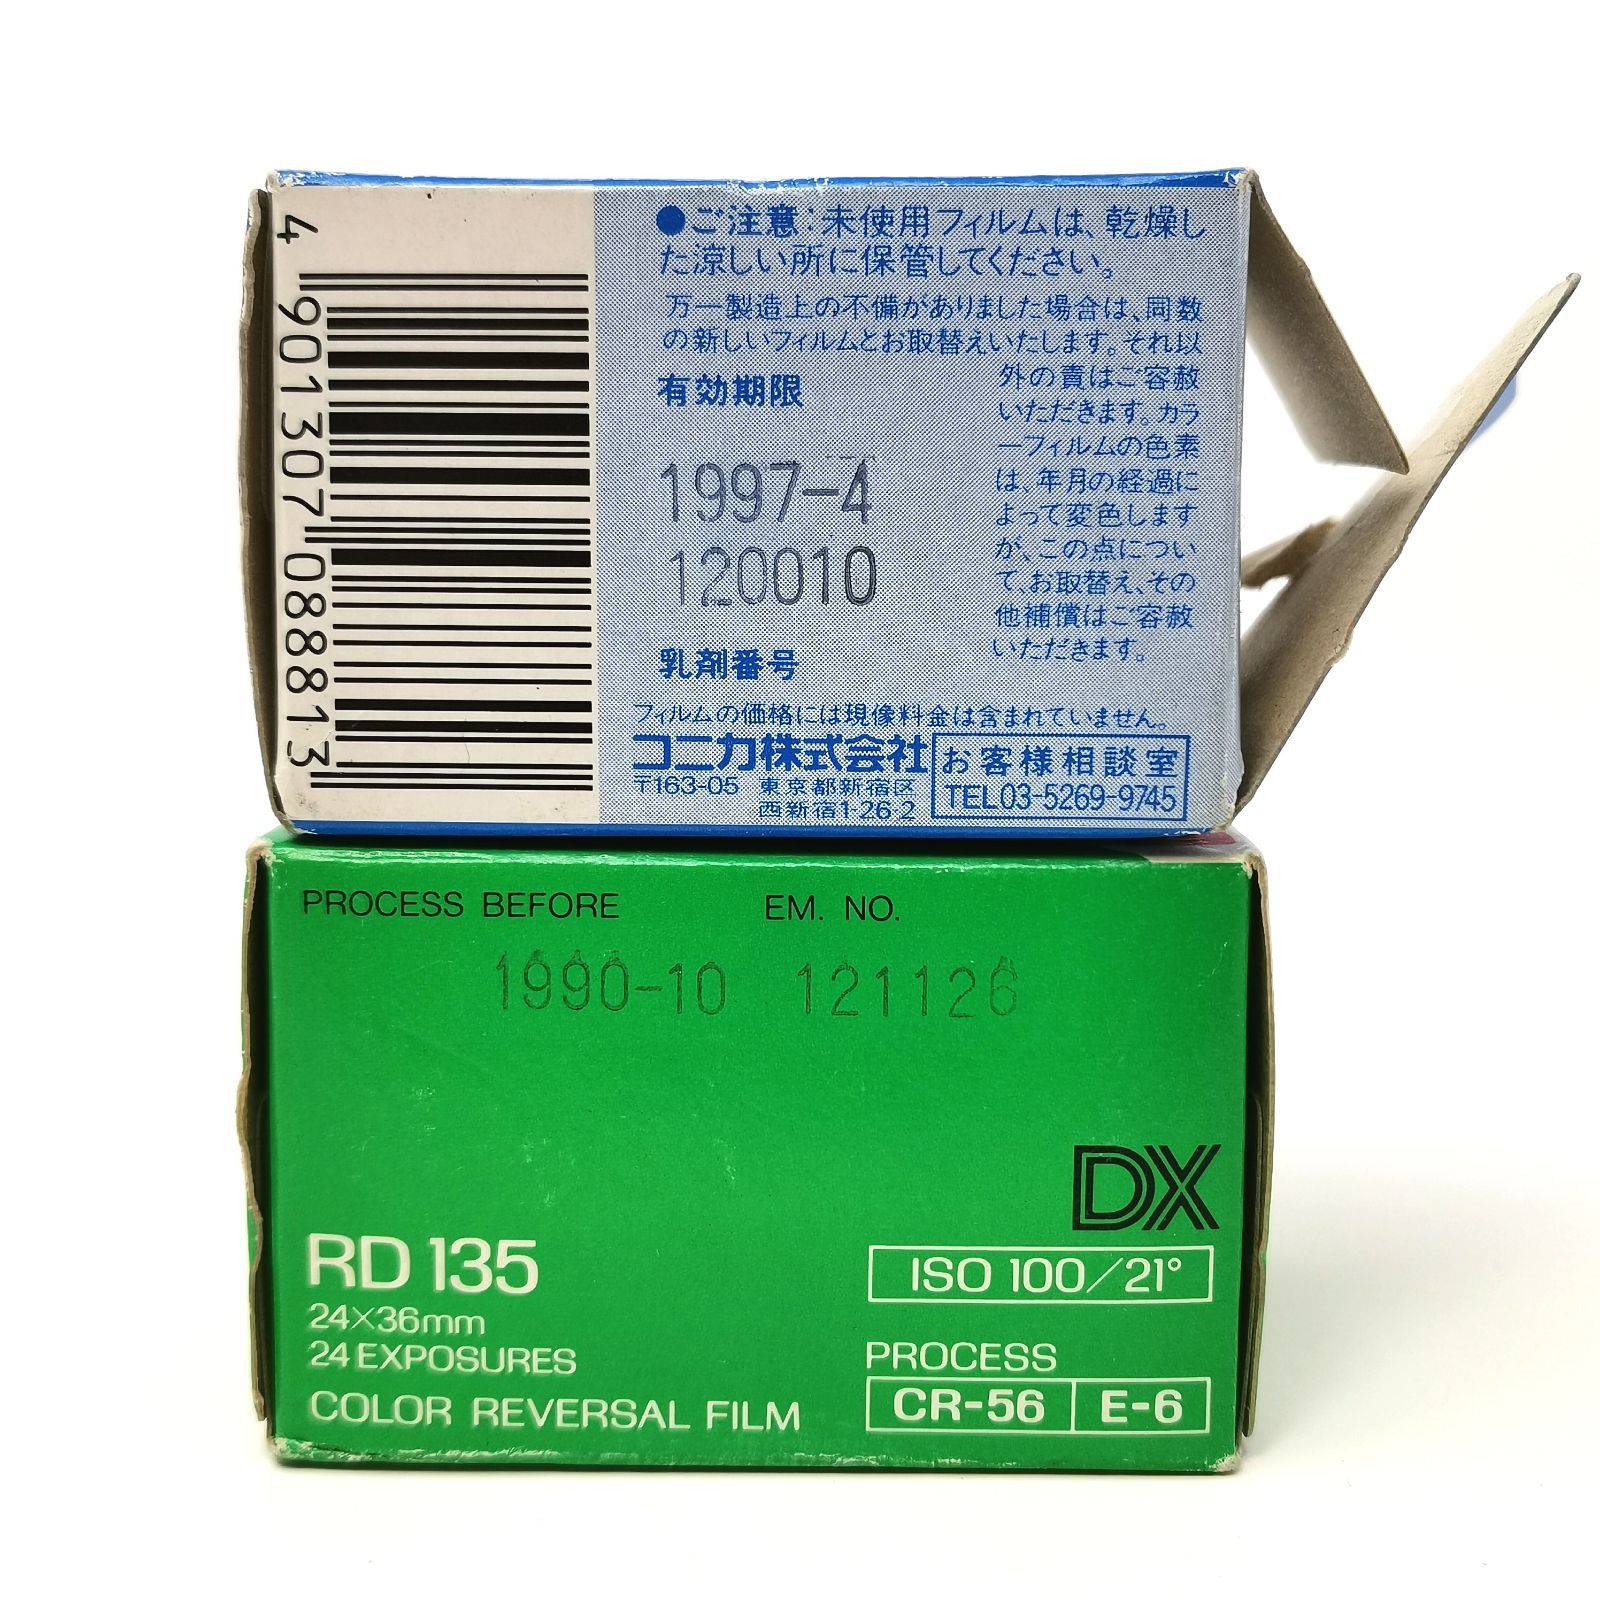 4 901307 088813
●ご注意:未使用フィルムは、乾燥し
た涼しい所に保管してください。
万一製造上の不備がありました場合は、同数
の新しいフィルムとお取替えいたします。それ以
外の責はご容赦
いただきます。カラ
ーフィルムの色素
は、年月の経過に
よって変色します
が、この点につい
て、お取替え、その
他補償はご容赦
いただきます。
有効期限
1997-4
120010
乳剤番号
フィルムの価格には現像料金は含まれていません。
コニカ株式会社
〒163-05 東京都新宿区
西新宿1-26-2
お客様相談室
TEL03-5269-9745
PROCESS BEFORE EM. NO.
1990-10 121126
DX
RD 135
24×36mm
24 EXPOSURES
COLOR REVERSAL FILM
ISO 100/21°
PROCESS
CR-56 E-6